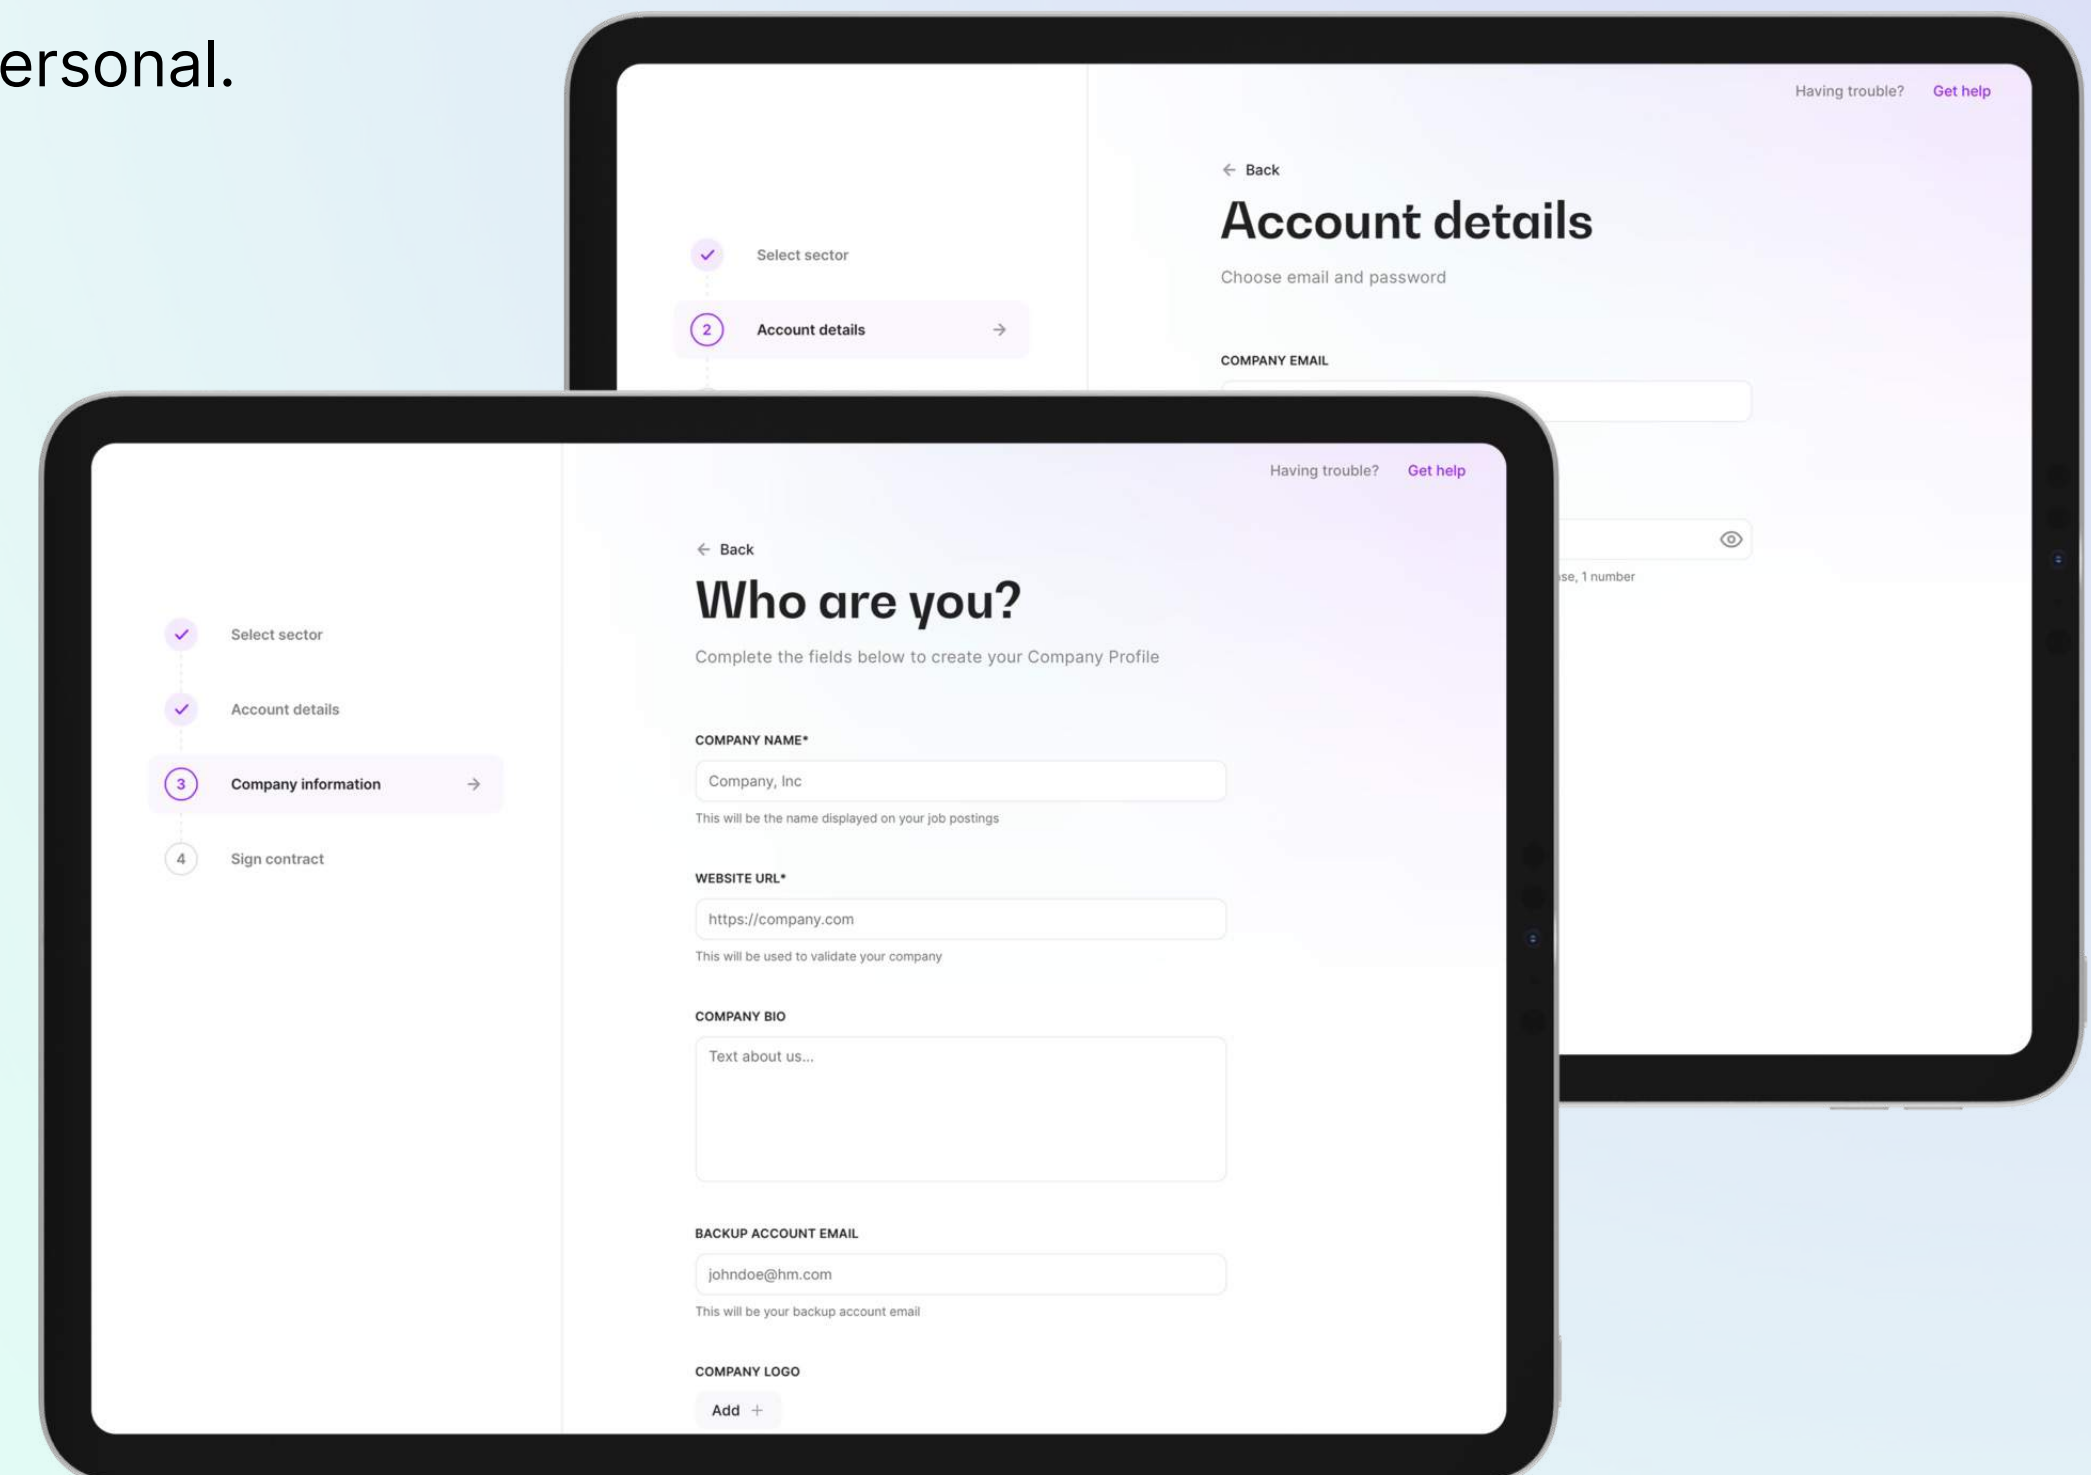 ersonal.
Having trouble? Get help
Back
Account details
Choose email and password
Select sector
2 Account details
COMPANY EMAIL
1 number
Having trouble? Get help
Back
Who are you?
Complete the fields below to create your Company Profile
Select sector
Account details
3 Company information
4 Sign contract
COMPANY NAME*
Company, Inc
This will be the name displayed on your job postings
WEBSITE URL*
https://company.com
This will be used to validate your company
COMPANY BIO
Text about us...
BACKUP ACCOUNT EMAIL
johndoe@hm.com
This will be your backup account email
COMPANY LOGO
Add +